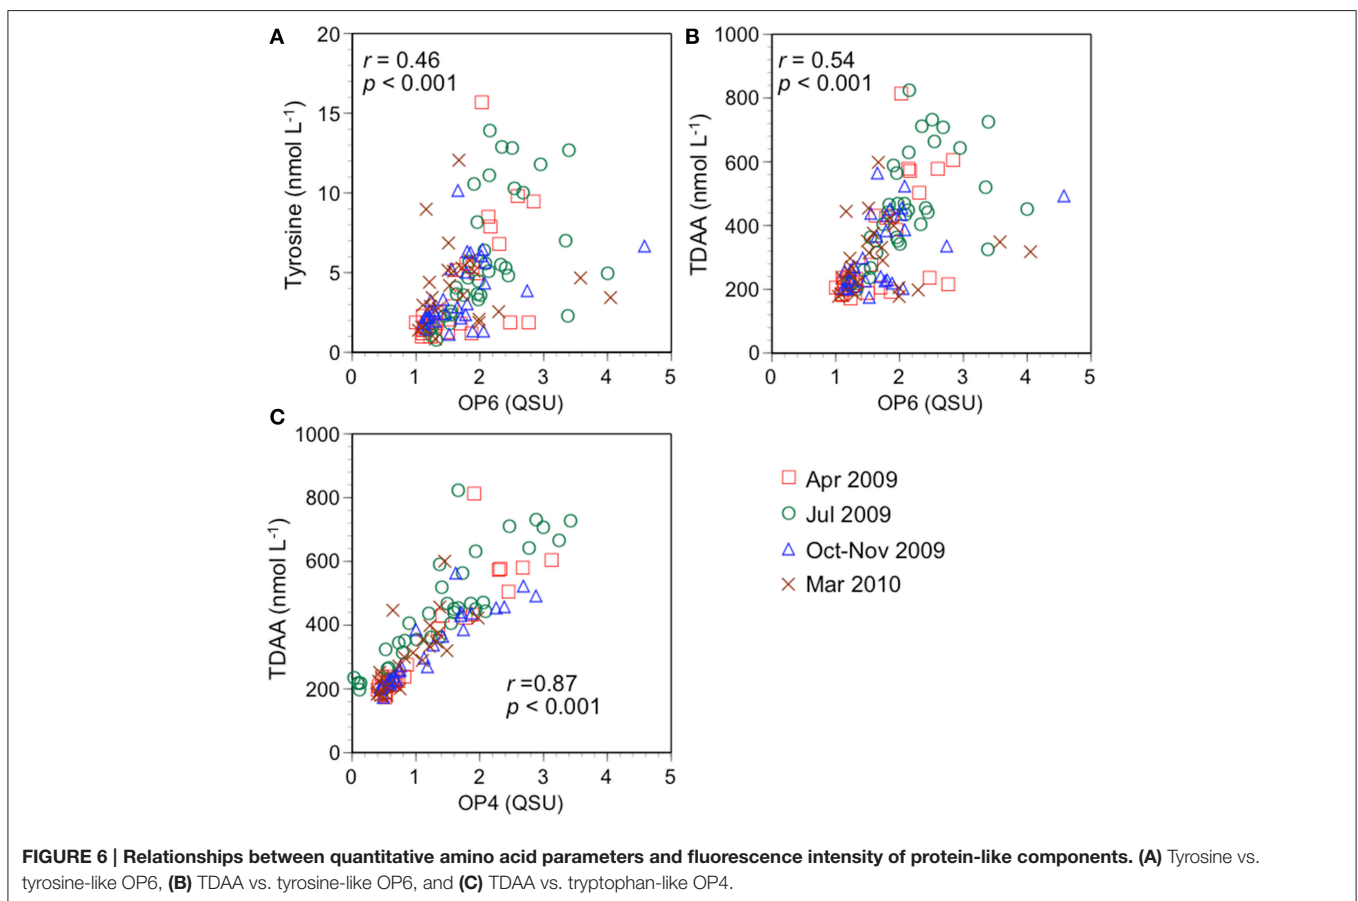 A
20
15
10
5
0
Tyrosine (nmol L⁻¹)
r = 0.46
p < 0.001
0 1 2 3 4 5
OP6 (QSU)
B
1000
800
600
400
200
0
TDAA (nmol L⁻¹)
r = 0.54
p < 0.001
0 1 2 3 4 5
OP6 (QSU)
C
1000
800
600
400
200
0
TDAA (nmol L⁻¹)
r =0.87
p < 0.001
0 1 2 3 4 5
OP4 (QSU)
Apr 2009
Jul 2009
Oct-Nov 2009
Mar 2010
FIGURE 6 | Relationships between quantitative amino acid parameters and fluorescence intensity of protein-like components. (A) Tyrosine vs.
tyrosine-like OP6, (B) TDAA vs. tyrosine-like OP6, and (C) TDAA vs. tryptophan-like OP4.